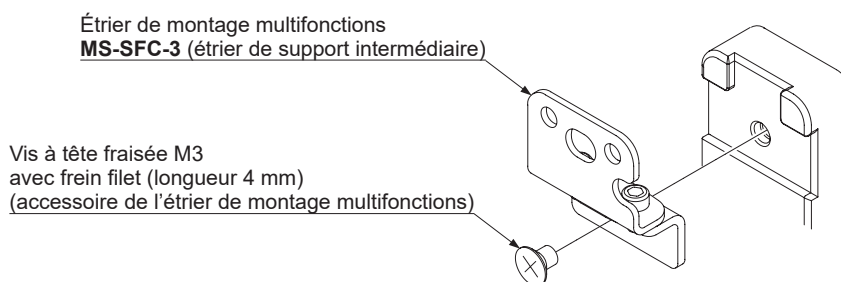 Étrier de montage multifonctions
MS-SFC-3 (étrier de support intermédiaire)
Vis à tête fraisée M3
avec frein filet (longueur 4 mm)
(accessoire de l’étrier de montage multifonctions)